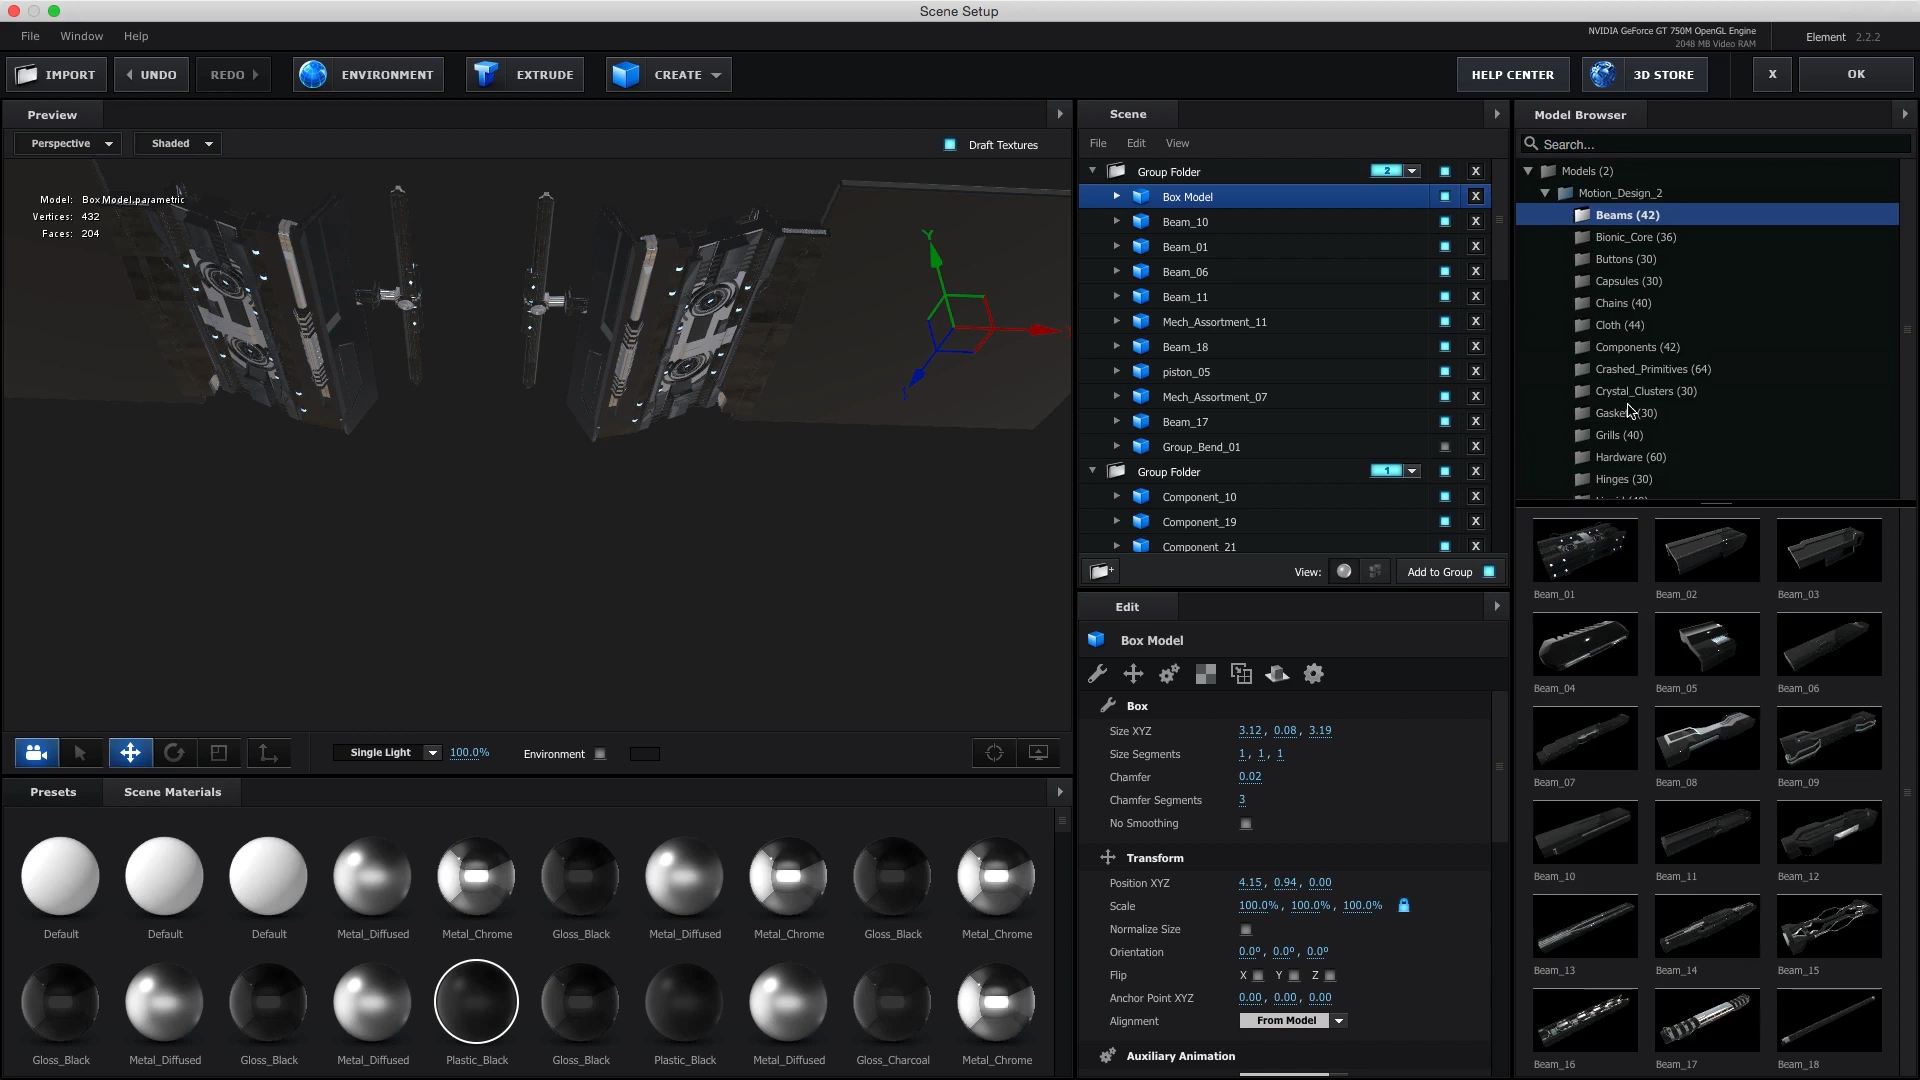 Scene Setup
File Window Help
NVIDIA GeForce GT 750M OpenGL Engine
2048 MB Video RAM
Element 2.2.2
IMPORT UNDO REDO ENVIRONMENT EXTRUDE CREATE HELP CENTER 3D STORE X OK
Preview
Perspective Shaded Draft Textures
Model: Box Model.parametric
Vertices: 432
Faces: 204
Y
Single Light 100.0% Environment
Presets Scene Materials
Default Default Default Metal_Diffused Metal_Chrome Gloss_Black Metal_Diffused Metal_Chrome Gloss_Black Metal_Chrome
Gloss_Black Metal_Diffused Gloss_Black Metal_Diffused Plastic_Black Gloss_Black Plastic_Black Metal_Diffused Gloss_Charcoal Metal_Chrome
Scene
File Edit View
Group Folder 2 X
Box Model X
Beam_10 X
Beam_01 X
Beam_06 X
Beam_11 X
Mech_Assortment_11 X
Beam_18 X
piston_05 X
Mech_Assortment_07 X
Beam_17 X
Group_Bend_01 X
Group Folder 1 X
Component_10 X
Component_19 X
Component_21 X
View: Add to Group
Edit
Box Model
Box
Size XYZ 3.12, 0.08, 3.19
Size Segments 1, 1, 1
Chamfer 0.02
Chamfer Segments 3
No Smoothing
Transform
Position XYZ 4.15, 0.94, 0.00
Scale 100.0%, 100.0%, 100.0%
Normalize Size
Orientation 0.0°, 0.0°, 0.0°
Flip X Y Z
Anchor Point XYZ 0.00, 0.00, 0.00
Alignment From Model
Auxiliary Animation
Model Browser
Search...
Models (2)
Motion_Design_2
Beams (42)
Bionic_Core (36)
Buttons (30)
Capsules (30)
Chains (40)
Cloth (44)
Components (42)
Crashed_Primitives (64)
Crystal_Clusters (30)
(30)
Grills (40)
Hardware (60)
Hinges (30)
Beam_01 Beam_02 Beam_03
Beam_04 Beam_05 Beam_06
Beam_07 Beam_08 Beam_09
Beam_10 Beam_11 Beam_12
Beam_13 Beam_14 Beam_15
Beam_16 Beam_17 Beam_18